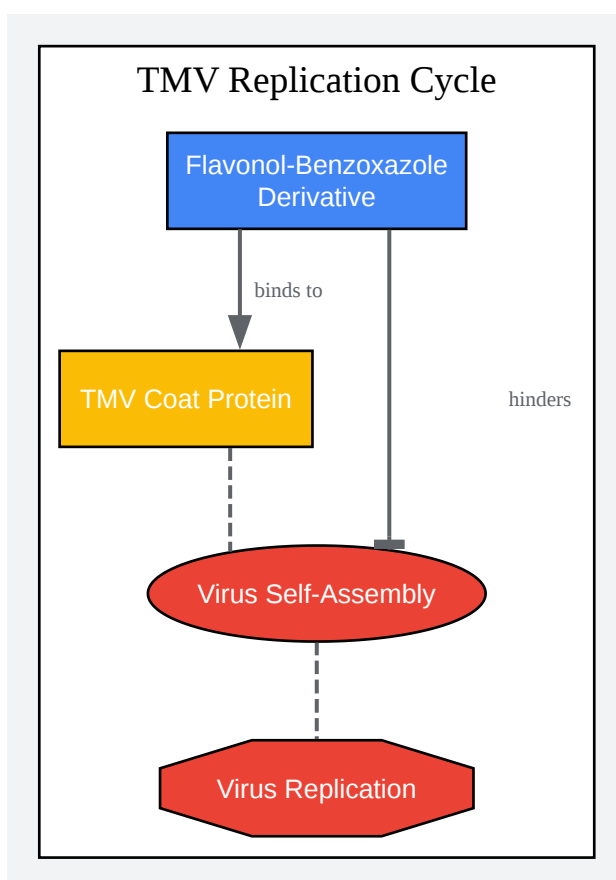 TMV Replication Cycle
Flavonol-Benzoxazole
Derivative
binds to
TMV Coat Protein
hinders
Virus Self-Assembly
Virus Replication